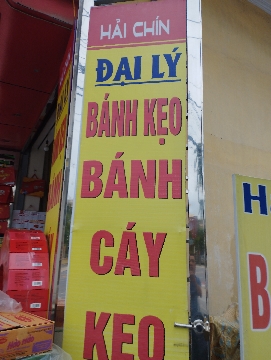 HẢI CHÍN
ĐẠI LÝ
BÁNH KẸO
BÁNH
CÁY
KẸO
H
B